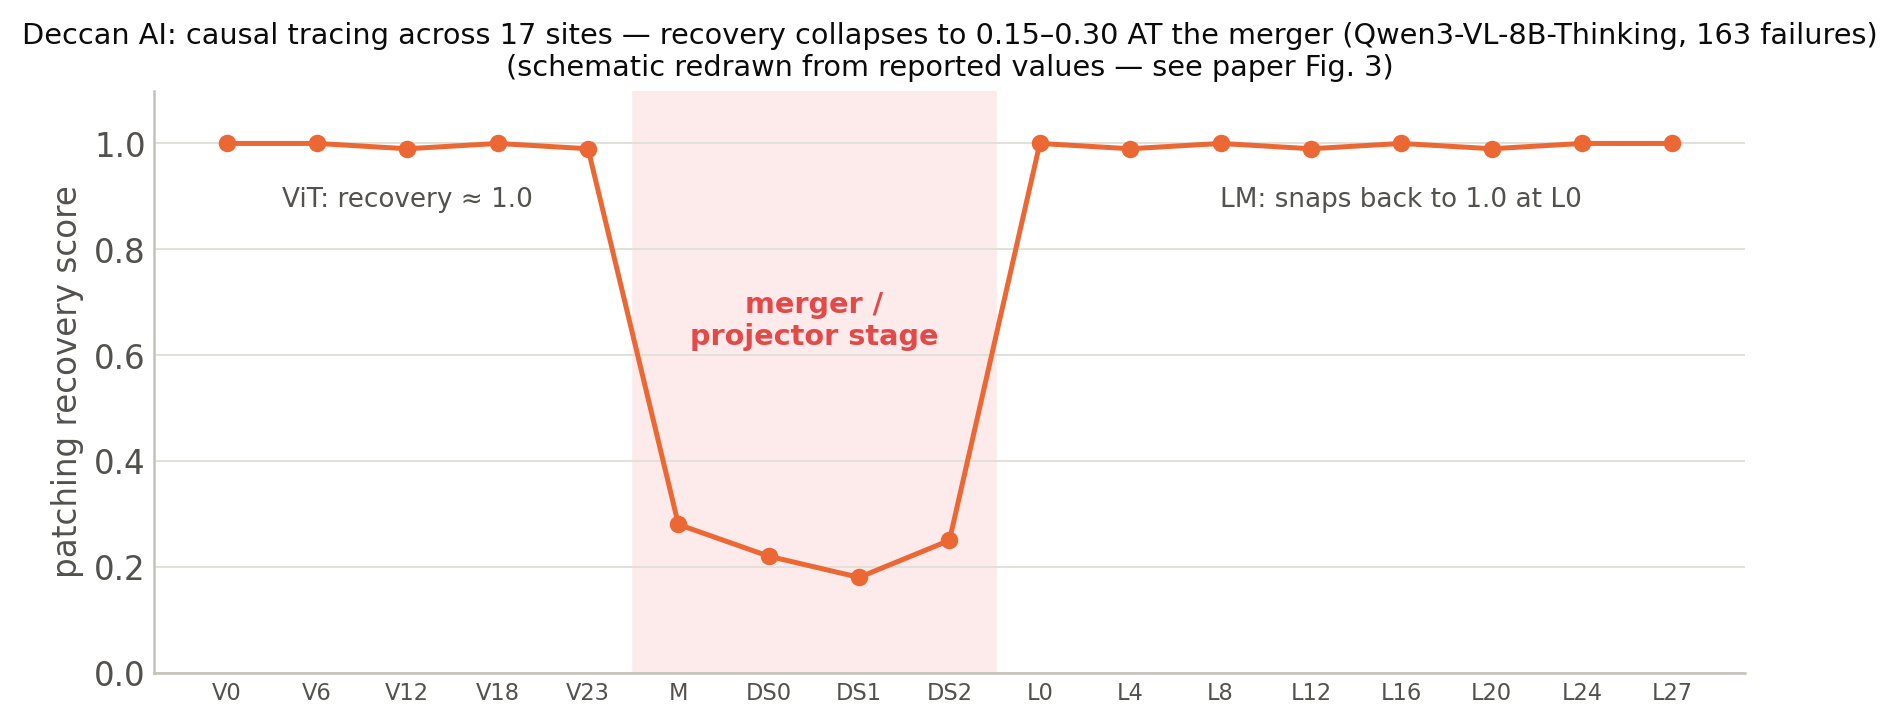 Deccan AI: causal tracing across 17 sites — recovery collapses to 0.15–0.30 AT the merger (Qwen3-VL-8B-Thinking, 163 failures)
(schematic redrawn from reported values — see paper Fig. 3)
patching recovery score
1.0
0.8
0.6
0.4
0.2
0.0
ViT: recovery ≈ 1.0
merger /
projector stage
LM: snaps back to 1.0 at L0
V0 V6 V12 V18 V23 M DS0 DS1 DS2 L0 L4 L8 L12 L16 L20 L24 L27